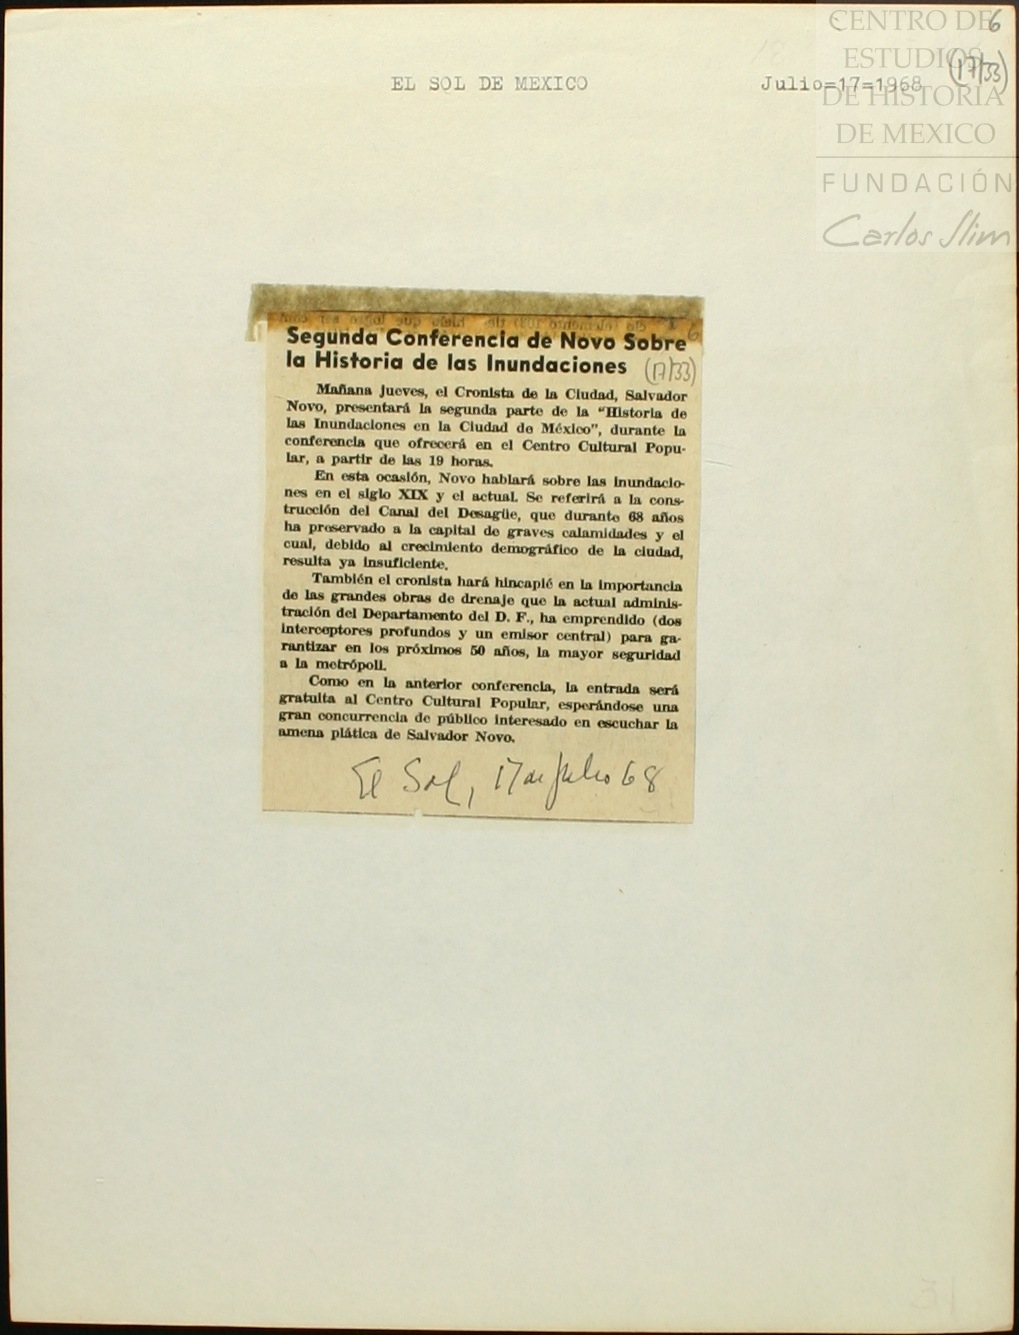 6
CENTRO DE
ESTUDIOS
DE HISTORIA
DE MEXICO
FUNDACIÓN
Carlos Slim
(17/33)
EL SOL DE MEXICO
Julio=17=1968
6
Segunda Conferencia de Novo Sobre
la Historia de las Inundaciones
(17/33)
Mañana jueves, el Cronista de la Ciudad, Salvador
Novo, presentará la segunda parte de la "Historia de
las Inundaciones en la Ciudad de México", durante la
conferencia que ofrecerá en el Centro Cultural Popu-
lar, a partir de las 19 horas.
En esta ocasión, Novo hablará sobre las inundacio-
nes en el siglo XIX y el actual. Se referirá a la cons-
trucción del Canal del Desagüe, que durante 68 años
ha preservado a la capital de graves calamidades y el
cual, debido al crecimiento demográfico de la ciudad,
resulta ya insuficiente.
También el cronista hará hincapié en la importancia
de las grandes obras de drenaje que la actual adminis-
tración del Departamento del D. F., ha emprendido (dos
interceptores profundos y un emisor central) para ga-
rantizar en los próximos 50 años, la mayor seguridad
a la metrópoli.
Como en la anterior conferencia, la entrada será
gratuita al Centro Cultural Popular, esperándose una
gran concurrencia de público interesado en escuchar la
amena plática de Salvador Novo.
El Sol, 17 de Julio 68